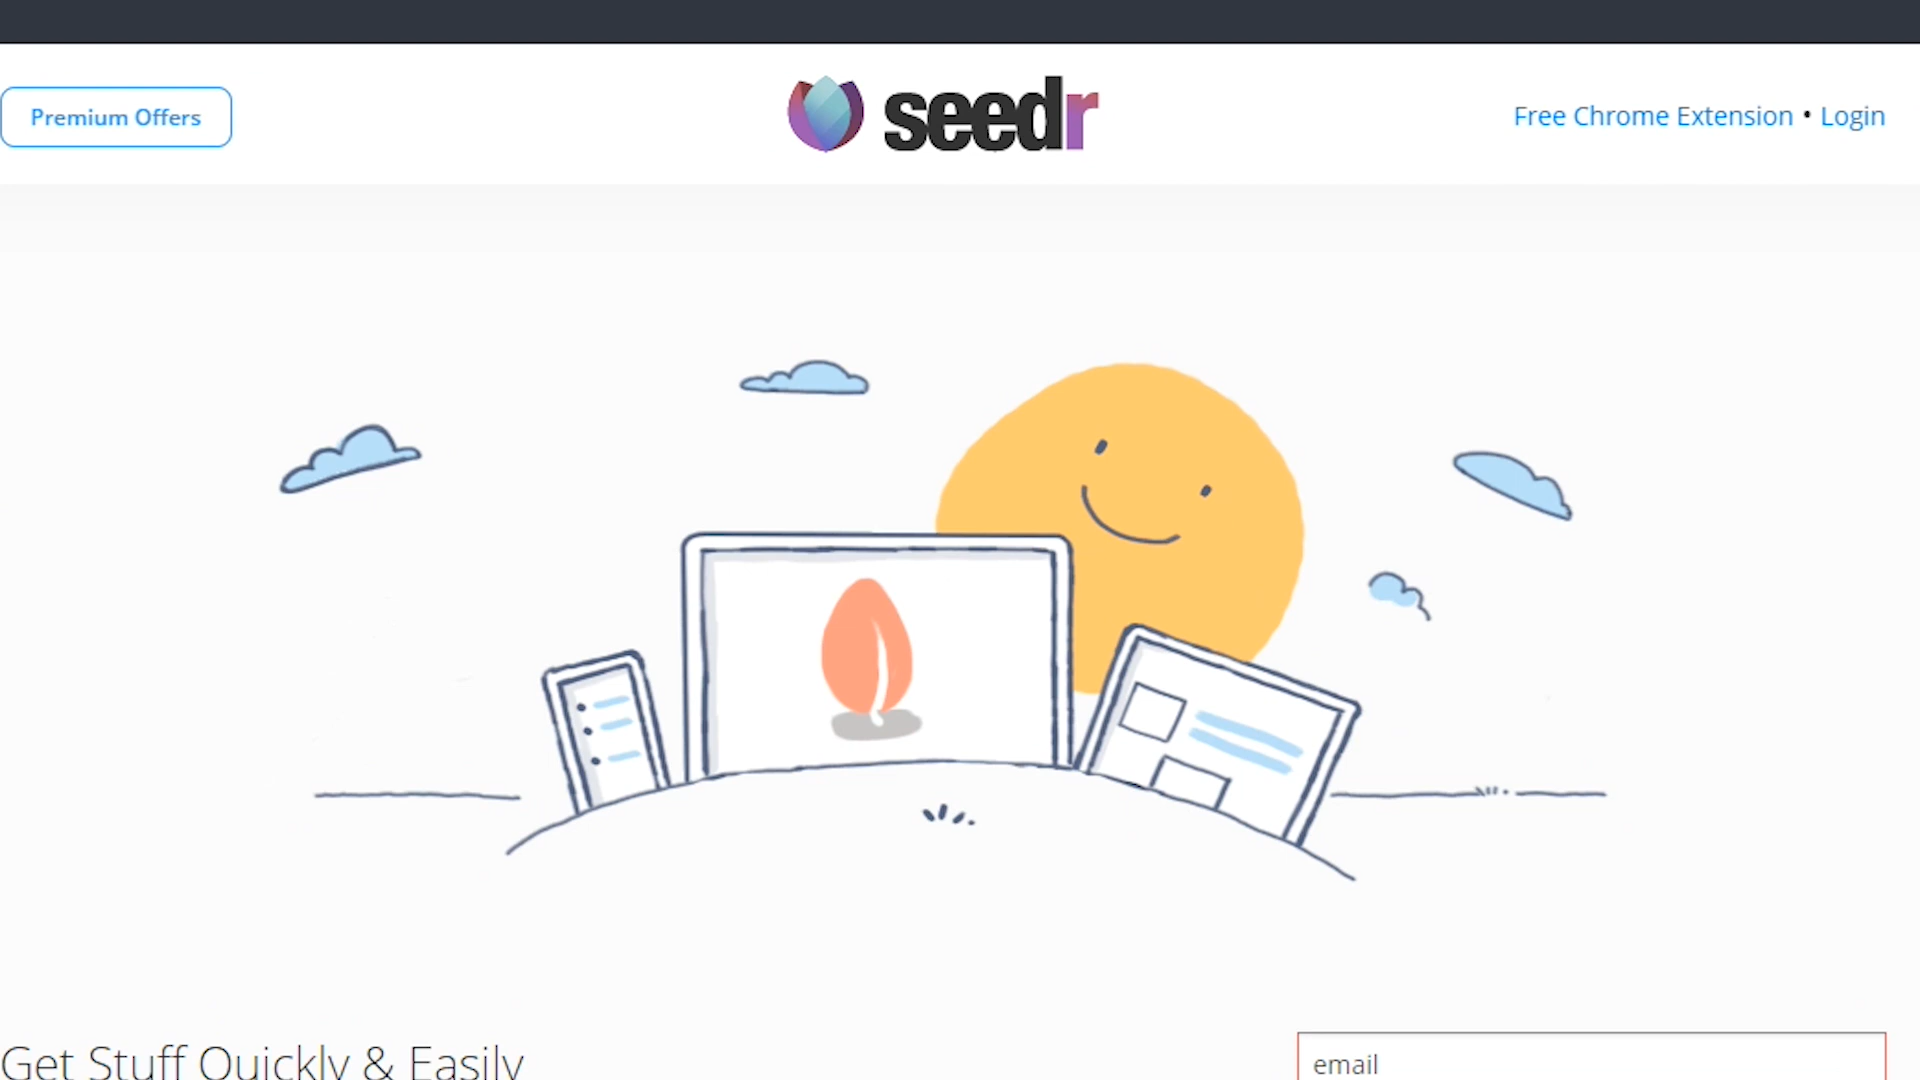 Premium Offers
seedr
Free Chrome Extension • Login
Get Stuff Quickly & Easily
email